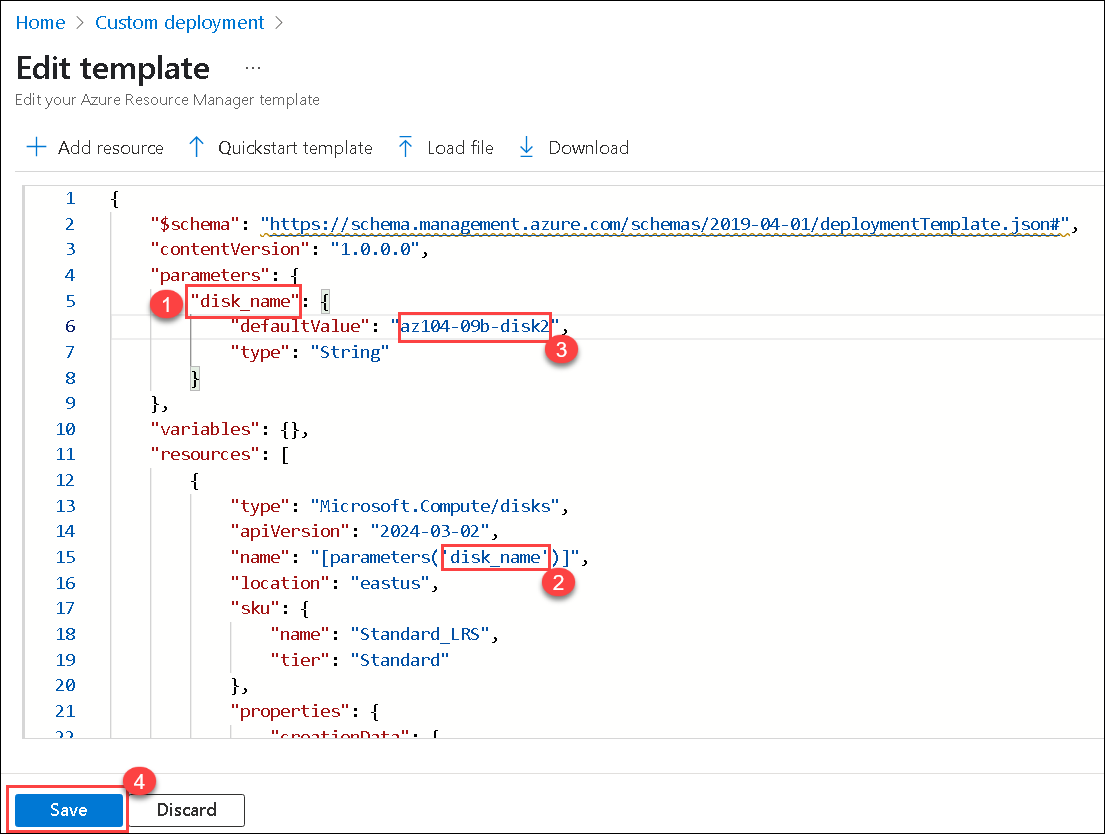 Home > Custom deployment >
Edit template ...
Edit your Azure Resource Manager template
Add resource Quickstart template Load file Download
1 {
2 "$schema": "https://schema.management.azure.com/schemas/2019-04-01/deploymentTemplate.json#",
3 "contentVersion": "1.0.0.0",
4 "parameters": {
1
5 "disk_name": {
6 "defaultValue": "az104-09b-disk2",
3
7 "type": "String"
8 }
9 },
10 "variables": {},
11 "resources": [
12 {
13 "type": "Microsoft.Compute/disks",
14 "apiVersion": "2024-03-02",
15 "name": "[parameters('disk_name')]",
2
16 "location": "eastus",
17 "sku": {
18 "name": "Standard_LRS",
19 "tier": "Standard"
20 },
21 "properties": {
22 "creationData": {
4
Save Discard